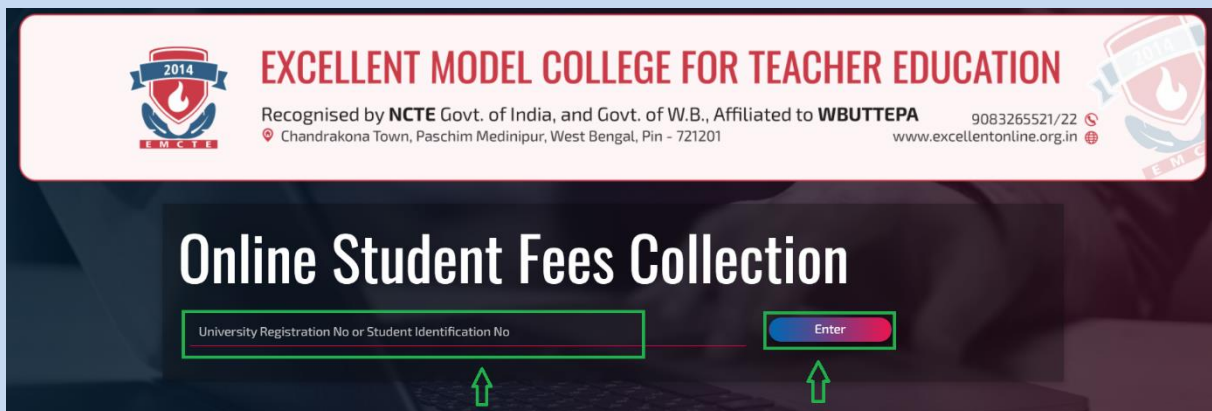 2014
EMCTE
EXCELLENT MODEL COLLEGE FOR TEACHER EDUCATION
Recognised by NCTE Govt. of India, and Govt. of W.B., Affiliated to WBUTTEPA
Chandrakona Town, Paschim Medinipur, West Bengal, Pin - 721201
9083265521/22
www.excellentonline.org.in
2014
EM
Online Student Fees Collection
University Registration No or Student Identification No
Enter